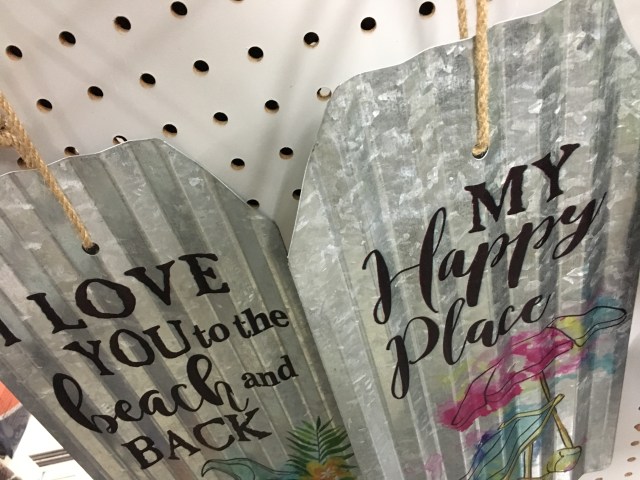 I LOVE
YOU to the
beach and
BACK
MY
Happy
Place